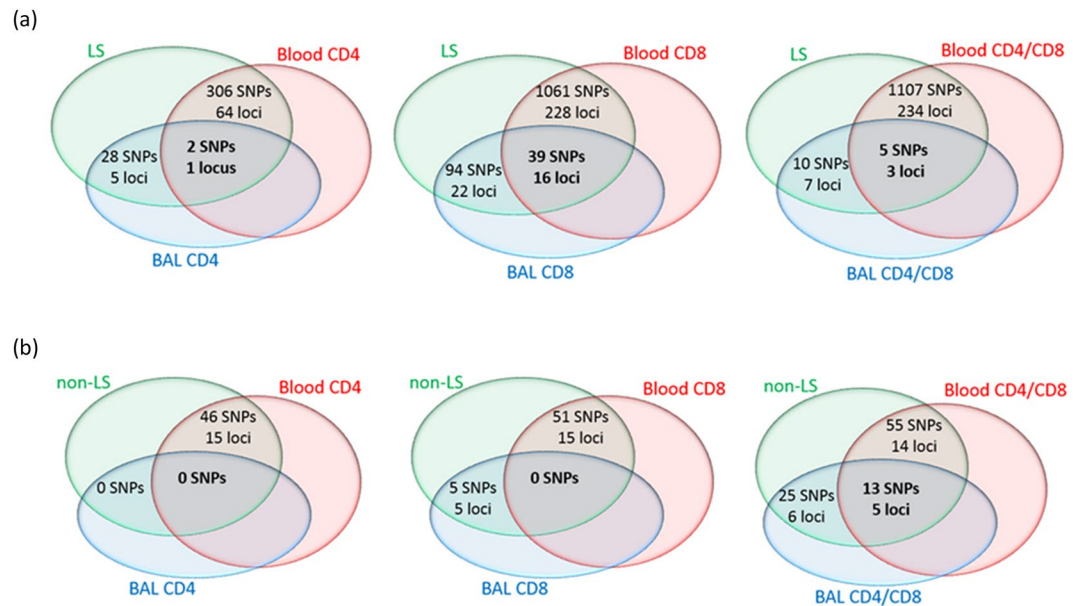 (a)
LS
Blood CD4
306 SNPs
64 loci
2 SNPs
1 locus
28 SNPs
5 loci
BAL CD4
LS
Blood CD8
1061 SNPs
228 loci
39 SNPs
16 loci
94 SNPs
22 loci
BAL CD8
LS
Blood CD4/CD8
1107 SNPs
234 loci
5 SNPs
3 loci
10 SNPs
7 loci
BAL CD4/CD8
(b)
non-LS
Blood CD4
46 SNPs
15 loci
0 SNPs
0 SNPs
BAL CD4
non-LS
Blood CD8
51 SNPs
15 loci
0 SNPs
5 SNPs
5 loci
BAL CD8
non-LS
Blood CD4/CD8
55 SNPs
14 loci
13 SNPs
5 loci
25 SNPs
6 loci
BAL CD4/CD8